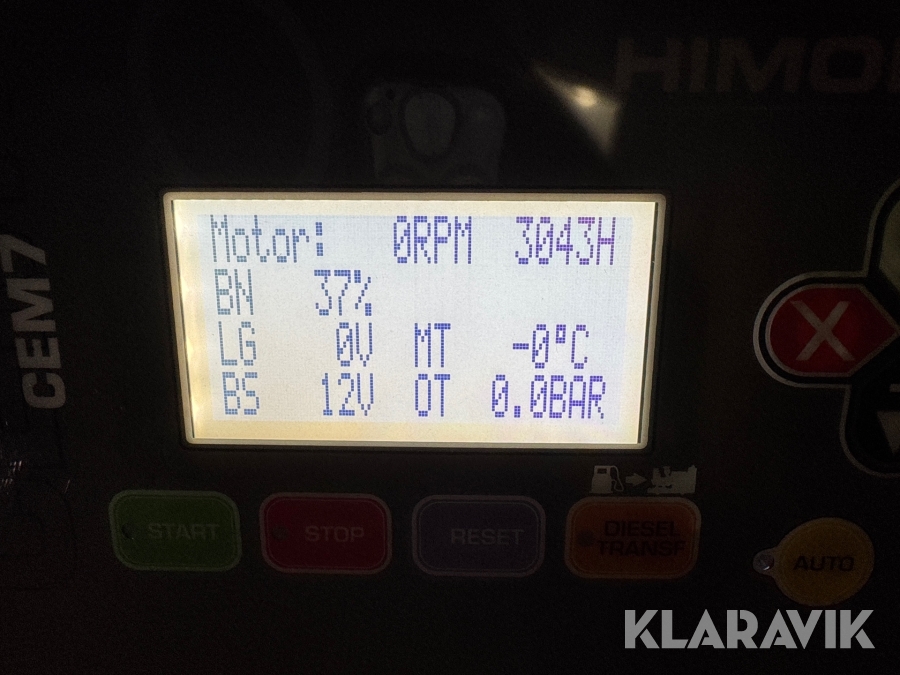 HIMO
Motor: 0RPM 3043H
BN 37%
LG 0V MT -0°C
BS 12V OT 0.0BAR
CEM7
START
STOP
RESET
DIESEL
TRANSF
AUTO
KLARAVIK